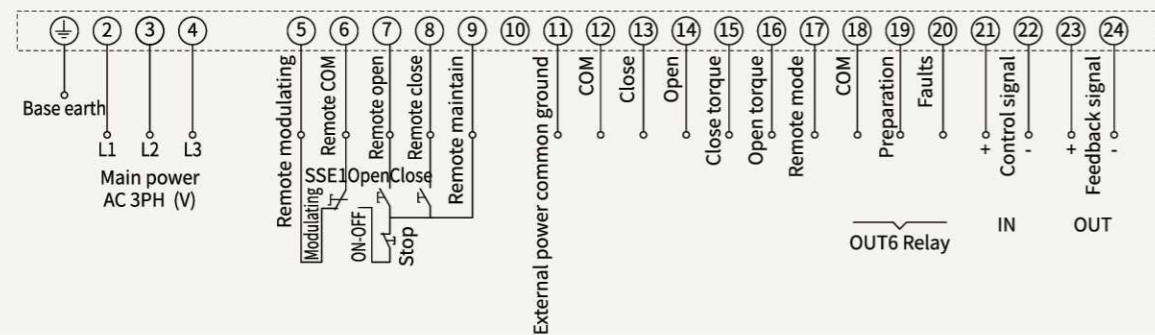 2 3 4 5 6 7 8 9 10 11 12 13 14 15 16 17 18 19 20 21 22 23 24
Base earth
L1 L2 L3
Main power
AC 3PH (V)
Remote modulating
Remote COM
Remote open
Remote close
Remote maintain
SSE1OpenClose
Modulating
ON-OFF
Stop
External power common ground
COM
Close
Open
Close torque
Open torque
Remote mode
COM
Preparation
Faults
OUT6 Relay
Control signal
+ -
IN
Feedback signal
+ -
OUT